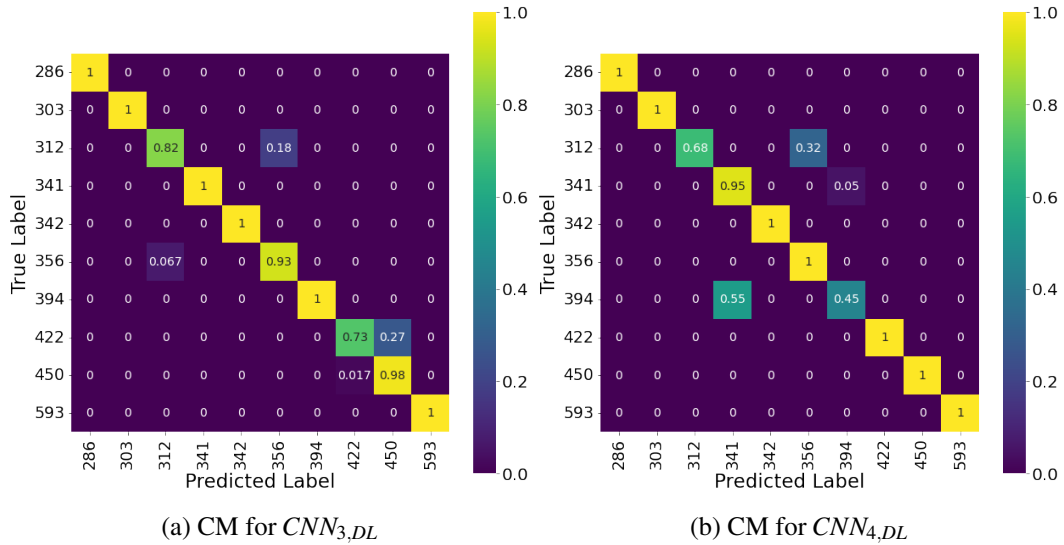 286 1 0 0 0 0 0 0 0 0 0
303 0 1 0 0 0 0 0 0 0 0
312 0 0 0.82 0 0 0.18 0 0 0 0
341 0 0 0 1 0 0 0 0 0 0
342 0 0 0 0 1 0 0 0 0 0
356 0 0 0.067 0 0 0.93 0 0 0 0
394 0 0 0 0 0 0 1 0 0 0
422 0 0 0 0 0 0 0 0.73 0.27 0
450 0 0 0 0 0 0 0 0.017 0.98 0
593 0 0 0 0 0 0 0 0 0 1
True Label
286 303 312 341 342 356 394 422 450 593
Predicted Label
1.0
0.8
0.6
0.4
0.2
0.0
(a) CM for CNN3,DL
286 1 0 0 0 0 0 0 0 0 0
303 0 1 0 0 0 0 0 0 0 0
312 0 0 0.68 0 0 0.32 0 0 0 0
341 0 0 0 0.95 0 0 0.05 0 0 0
342 0 0 0 0 1 0 0 0 0 0
356 0 0 0 0 0 1 0 0 0 0
394 0 0 0 0.55 0 0 0.45 0 0 0
422 0 0 0 0 0 0 0 1 0 0
450 0 0 0 0 0 0 0 0 1 0
593 0 0 0 0 0 0 0 0 0 1
True Label
286 303 312 341 342 356 394 422 450 593
Predicted Label
1.0
0.8
0.6
0.4
0.2
0.0
(b) CM for CNN4,DL